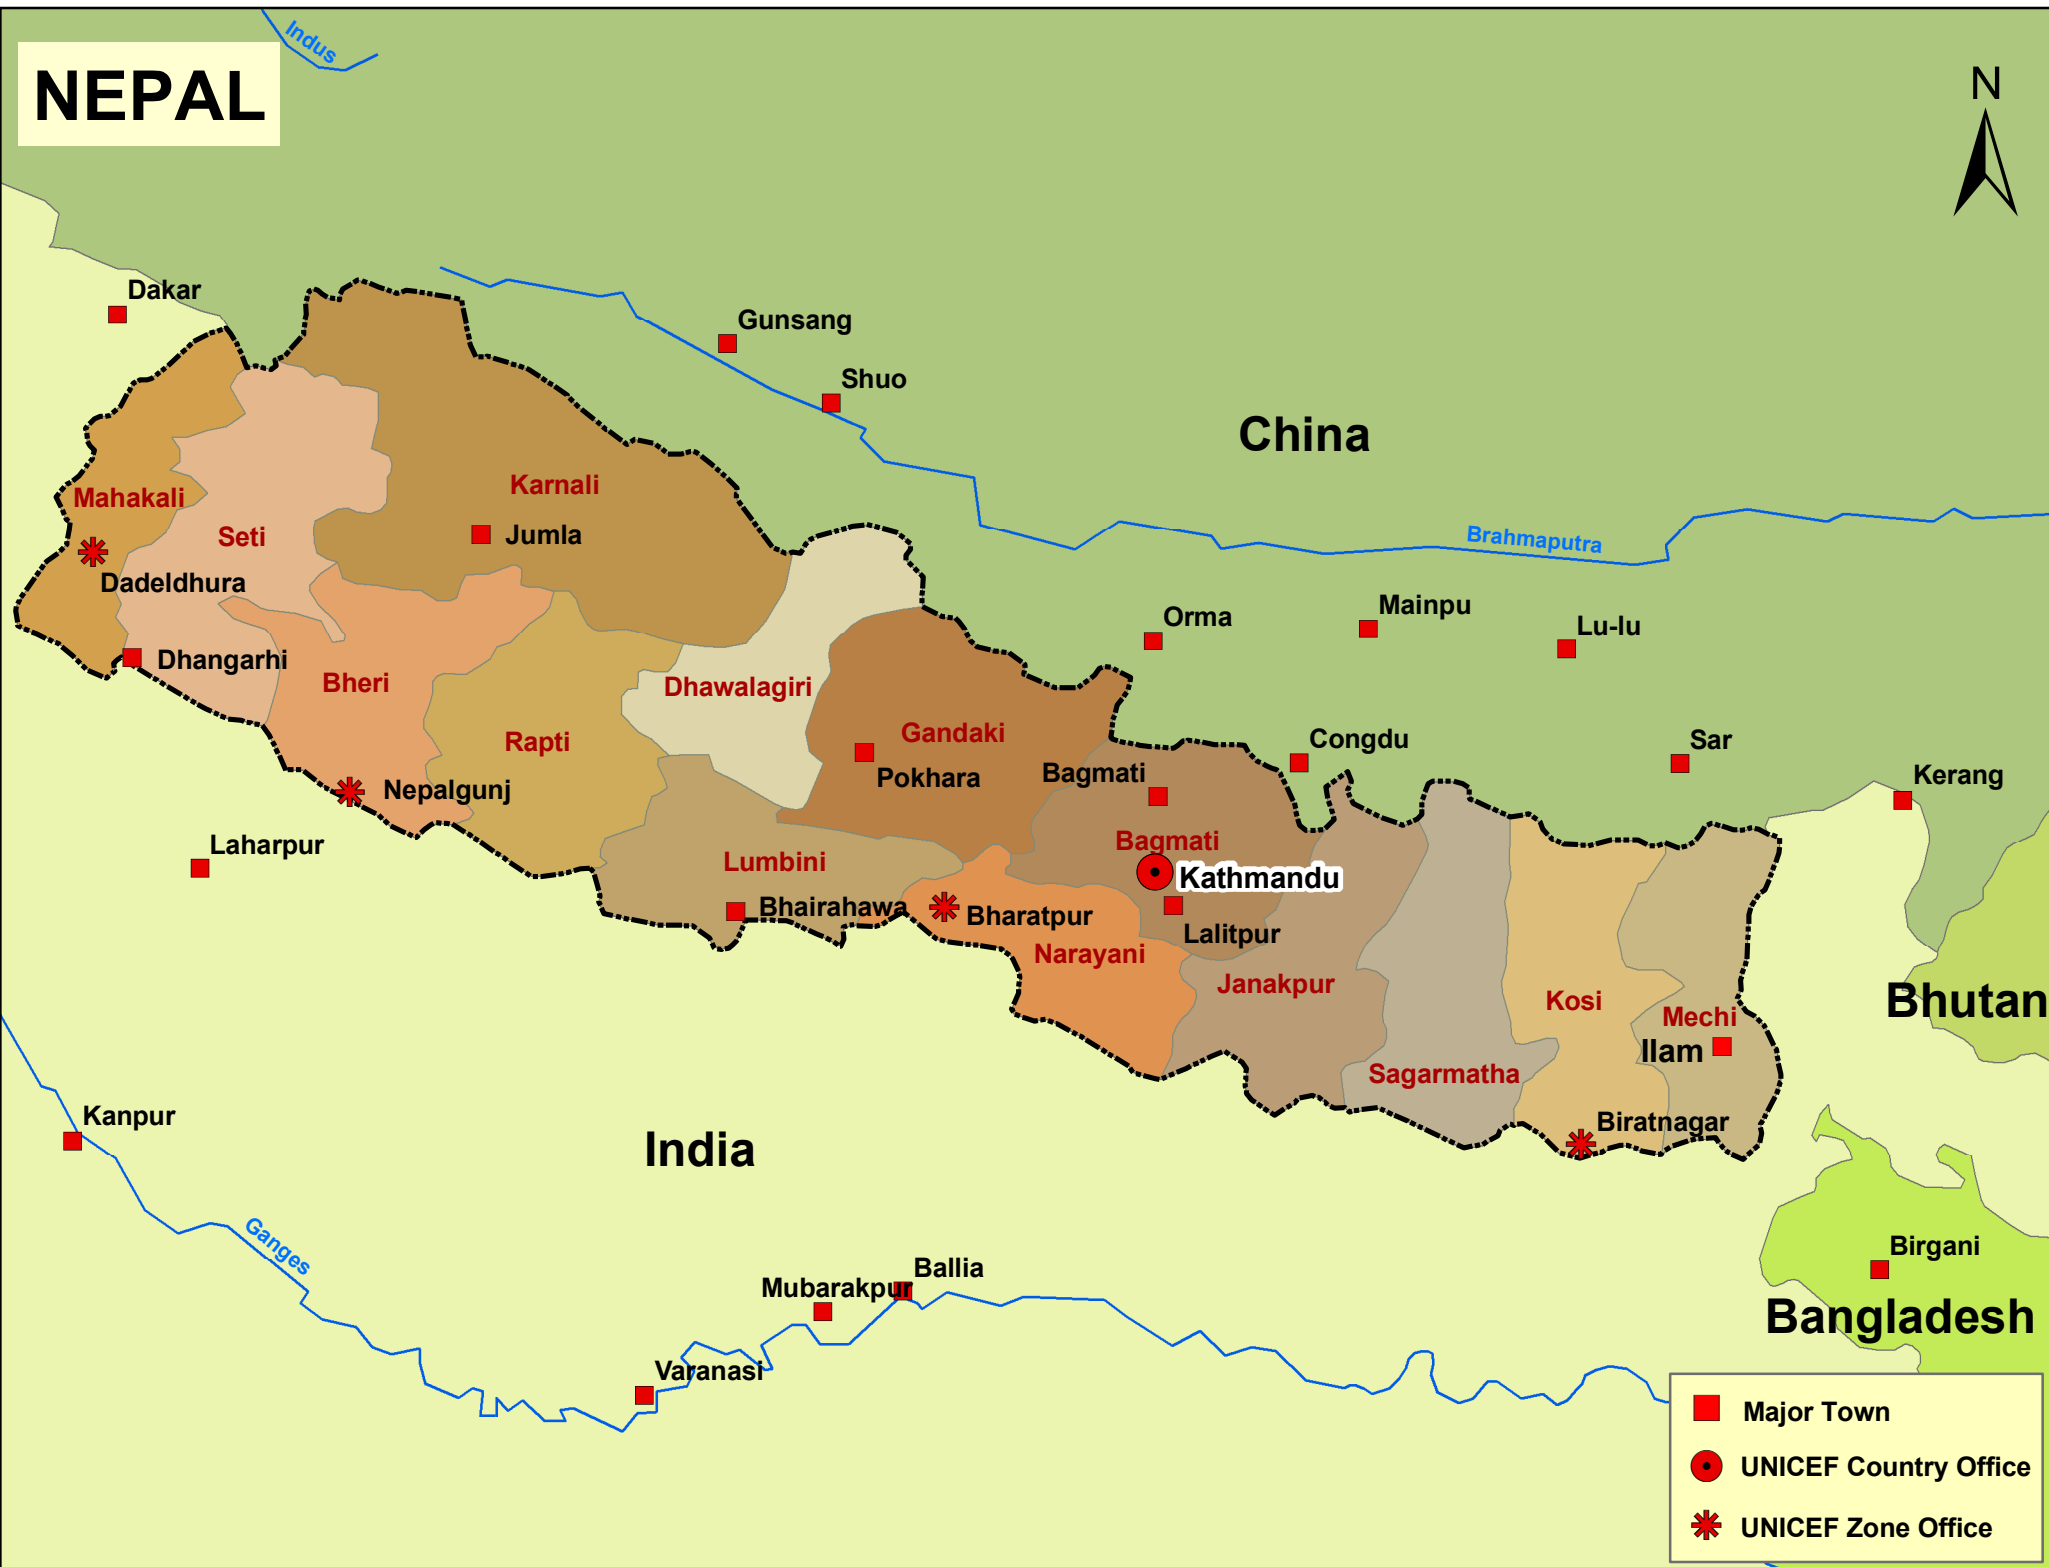 Indus
NEPAL
N
Dakar
Gunsang
Shuo
China
Karnali
Mahakali
Jumla
Seti
Brahmaputra
Dadeldhura
Orma
Mainpu
Lu-lu
Dhangarhi
Bheri
Dhawalagiri
Gandaki
Rapti
Congdu
Sar
Pokhara
Bagmati
Kerang
Nepalgunj
Laharpur
Bagmati
Lumbini
Kathmandu
Bhairahawa
Bharatpur
Lalitpur
Narayani
Janakpur
Kosi
Bhutan
Mechi
Ilam
Sagarmatha
Kanpur
Biratnagar
India
Ganges
Birgani
Ballia
Mubarakpur
Bangladesh
Varanasi
Major Town
UNICEF Country Office
UNICEF Zone Office